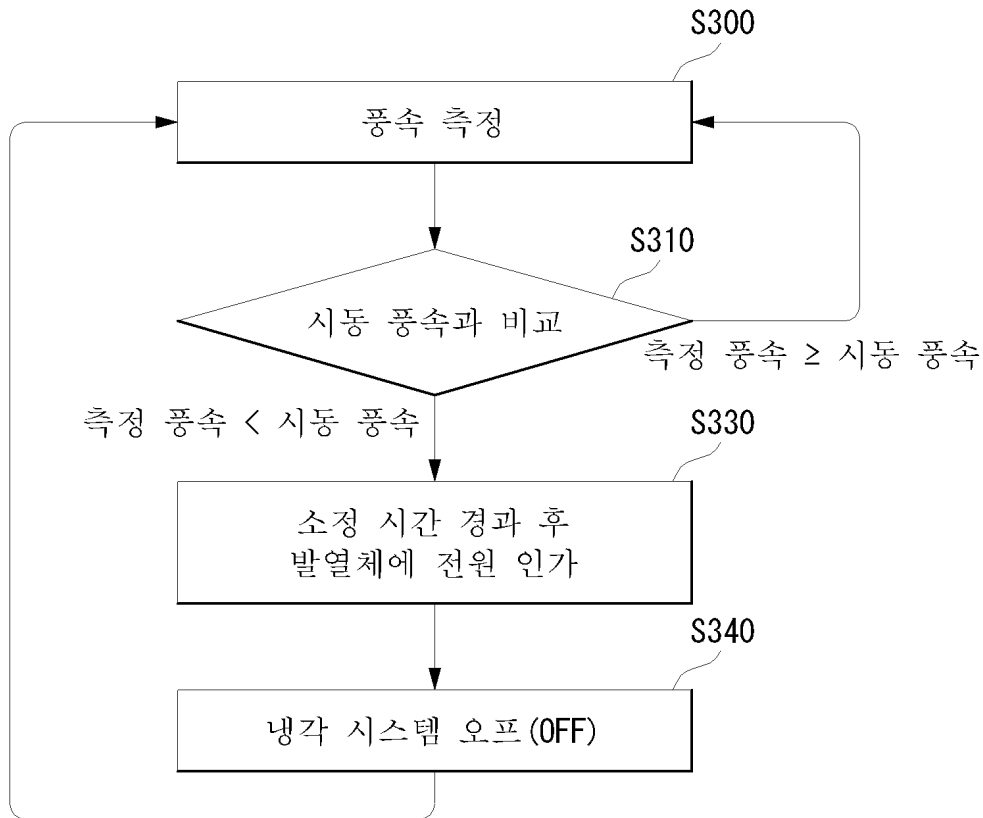 S300
풍속 측정
S310
시동 풍속과 비교
측정 풍속 ≥ 시동 풍속
측정 풍속 < 시동 풍속
S330
소정 시간 경과 후
발열체에 전원 인가
S340
냉각 시스템 오프(OFF)